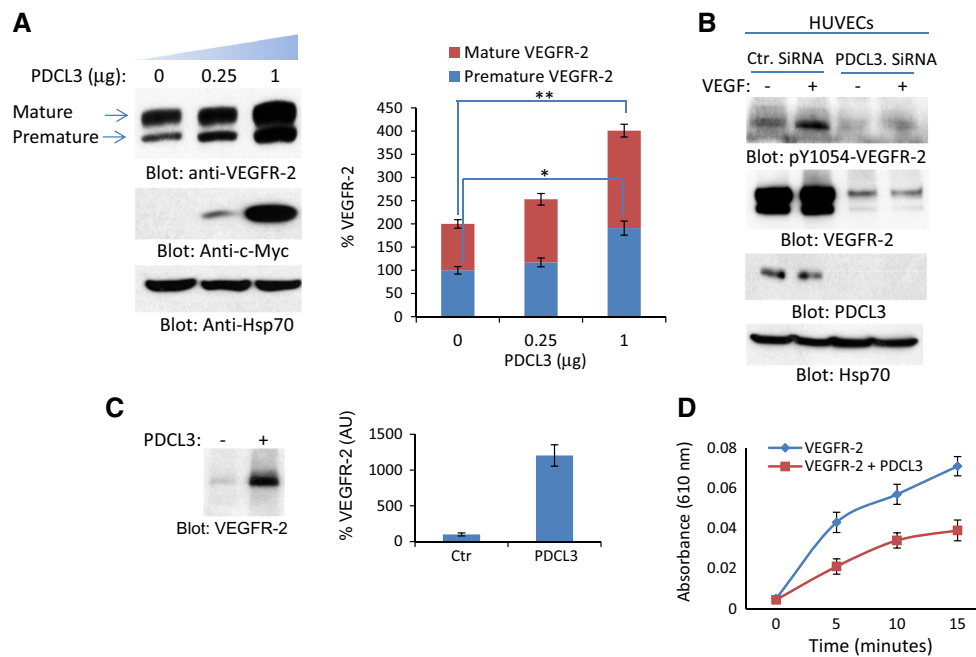 A
PDCL3 (µg): 0 0.25 1
Mature
Premature
Blot: anti-VEGFR-2
Blot: Anti-c-Myc
Blot: Anti-Hsp70
Mature VEGFR-2
Premature VEGFR-2
**
*
450
400
350
300
250
200
150
100
50
0
% VEGFR-2
0 0.25 1
PDCL3 (µg)
B
HUVECs
Ctr. SiRNA PDCL3. SiRNA
VEGF: - + - +
Blot: pY1054-VEGFR-2
Blot: VEGFR-2
Blot: PDCL3
Blot: Hsp70
C
PDCL3: - +
Blot: VEGFR-2
% VEGFR-2 (AU)
1500
1000
500
0
Ctr PDCL3
D
VEGFR-2
VEGFR-2 + PDCL3
Absorbance (610 nm)
0.08
0.06
0.04
0.02
0
0 5 10 15
Time (minutes)